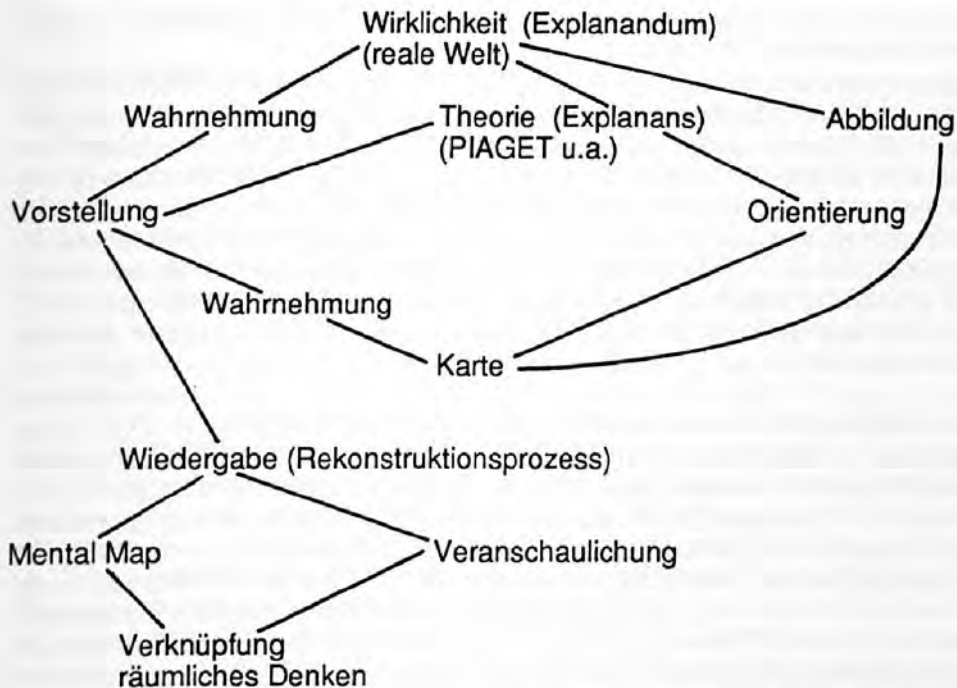 Wirklichkeit (Explanandum)
(reale Welt)
Wahrnehmung
Theorie (Explanans)
(PIAGET u.a.)
Abbildung
Vorstellung
Orientierung
Wahrnehmung
Karte
Wiedergabe (Rekonstruktionsprozess)
Mental Map
Veranschaulichung
Verknüpfung
räumliches Denken